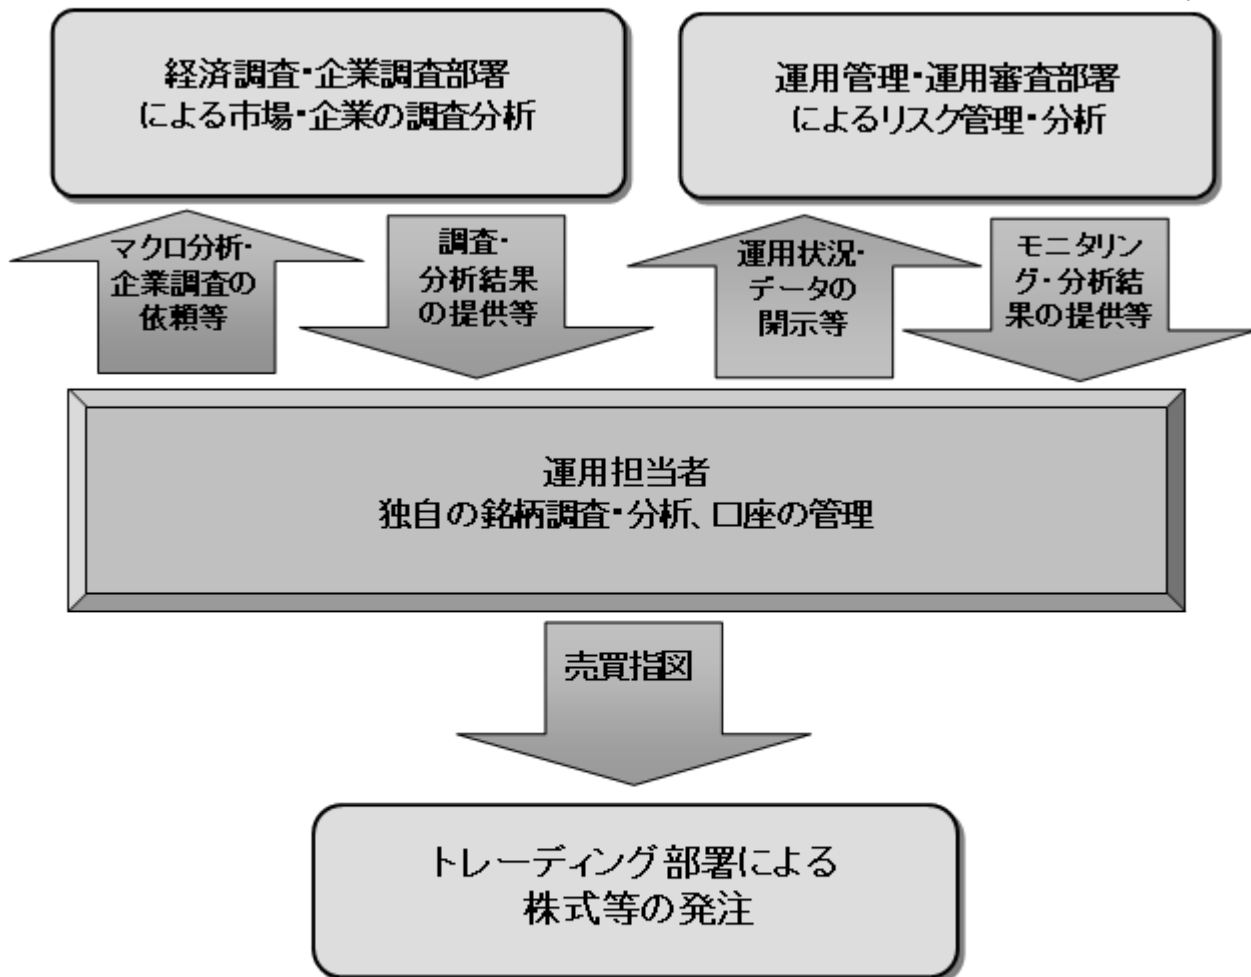 経済調査・企業調査部署
による市場・企業の調査分析
運用管理・運用審査部署
によるリスク管理・分析
マクロ分析・
企業調査の
依頼等
調査・
分析結果
の提供等
運用状況・
データの
開示等
モニタリン
グ・分析結
果の提供等
運用担当者
独自の銘柄調査・分析、口座の管理
売買指図
トレーディング部署による
株式等の発注